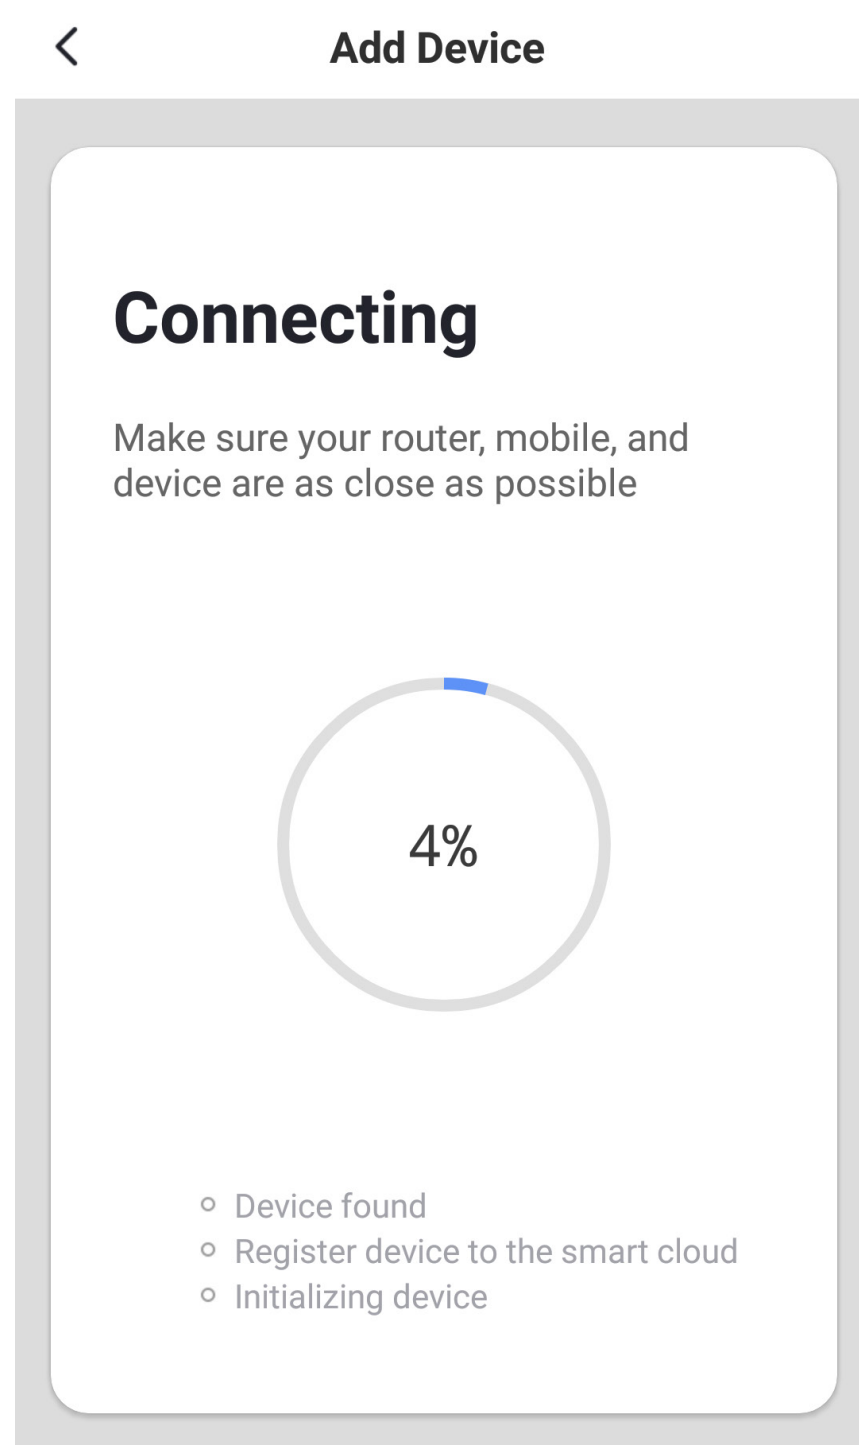 Add Device
Connecting
Make sure your router, mobile, and
device are as close as possible
4%
Device found
Register device to the smart cloud
Initializing device